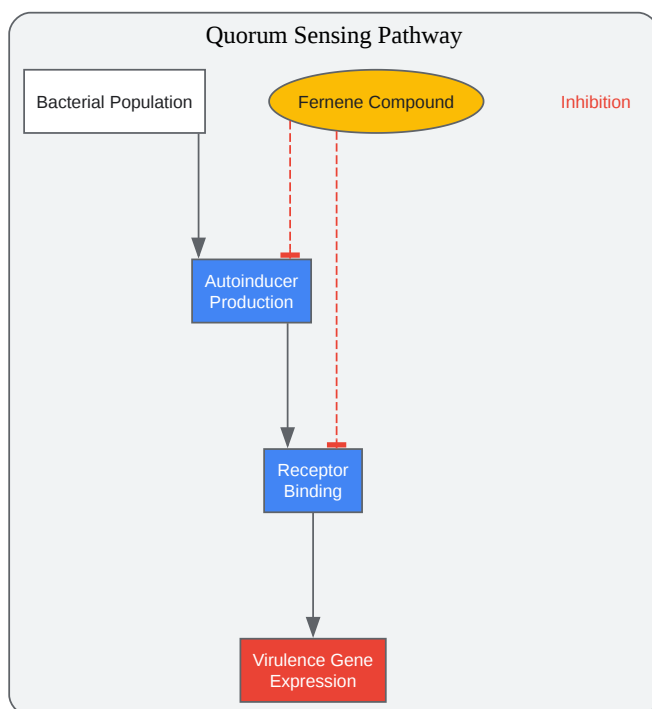 Quorum Sensing Pathway
Bacterial Population
Fernene Compound
Inhibition
Autoinducer
Production
Receptor
Binding
Virulence Gene
Expression